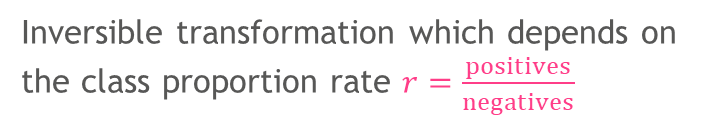 Inversible transformation which depends on
the class proportion rate r = positives/negatives